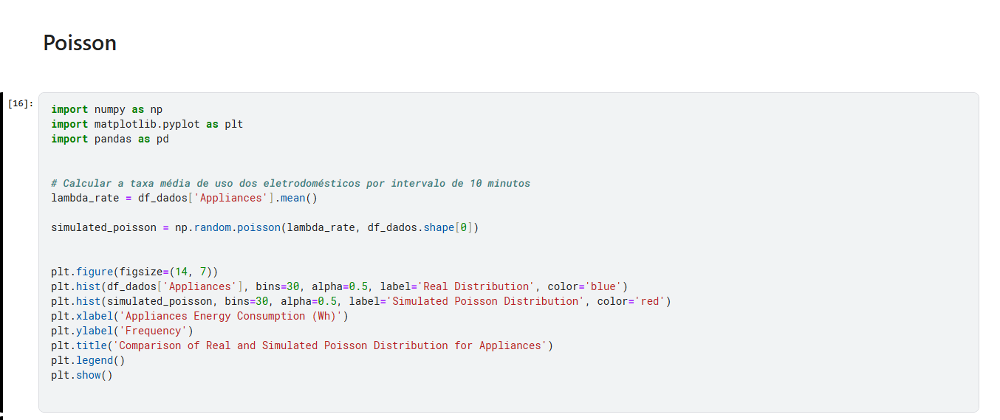 Poisson
[16]:
import numpy as np
import matplotlib.pyplot as plt
import pandas as pd
# Calcular a taxa média de uso dos eletrodomésticos por intervalo de 10 minutos
lambda_rate = df_dados['Appliances'].mean()
simulated_poisson = np.random.poisson(lambda_rate, df_dados.shape[0])
plt.figure(figsize=(14, 7))
plt.hist(df_dados['Appliances'], bins=30, alpha=0.5, label='Real Distribution', color='blue')
plt.hist(simulated_poisson, bins=30, alpha=0.5, label='Simulated Poisson Distribution', color='red')
plt.xlabel('Appliances Energy Consumption (Wh)')
plt.ylabel('Frequency')
plt.title('Comparison of Real and Simulated Poisson Distribution for Appliances')
plt.legend()
plt.show()